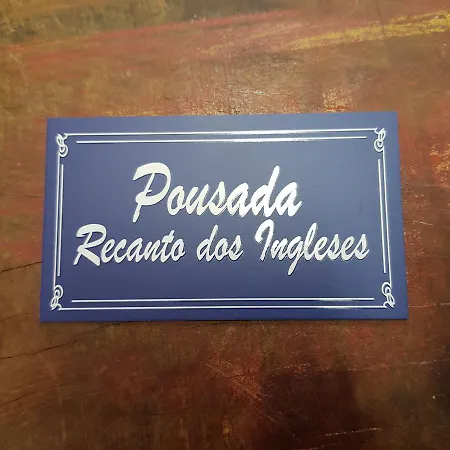 Pousada
Recanto dos Ingleses